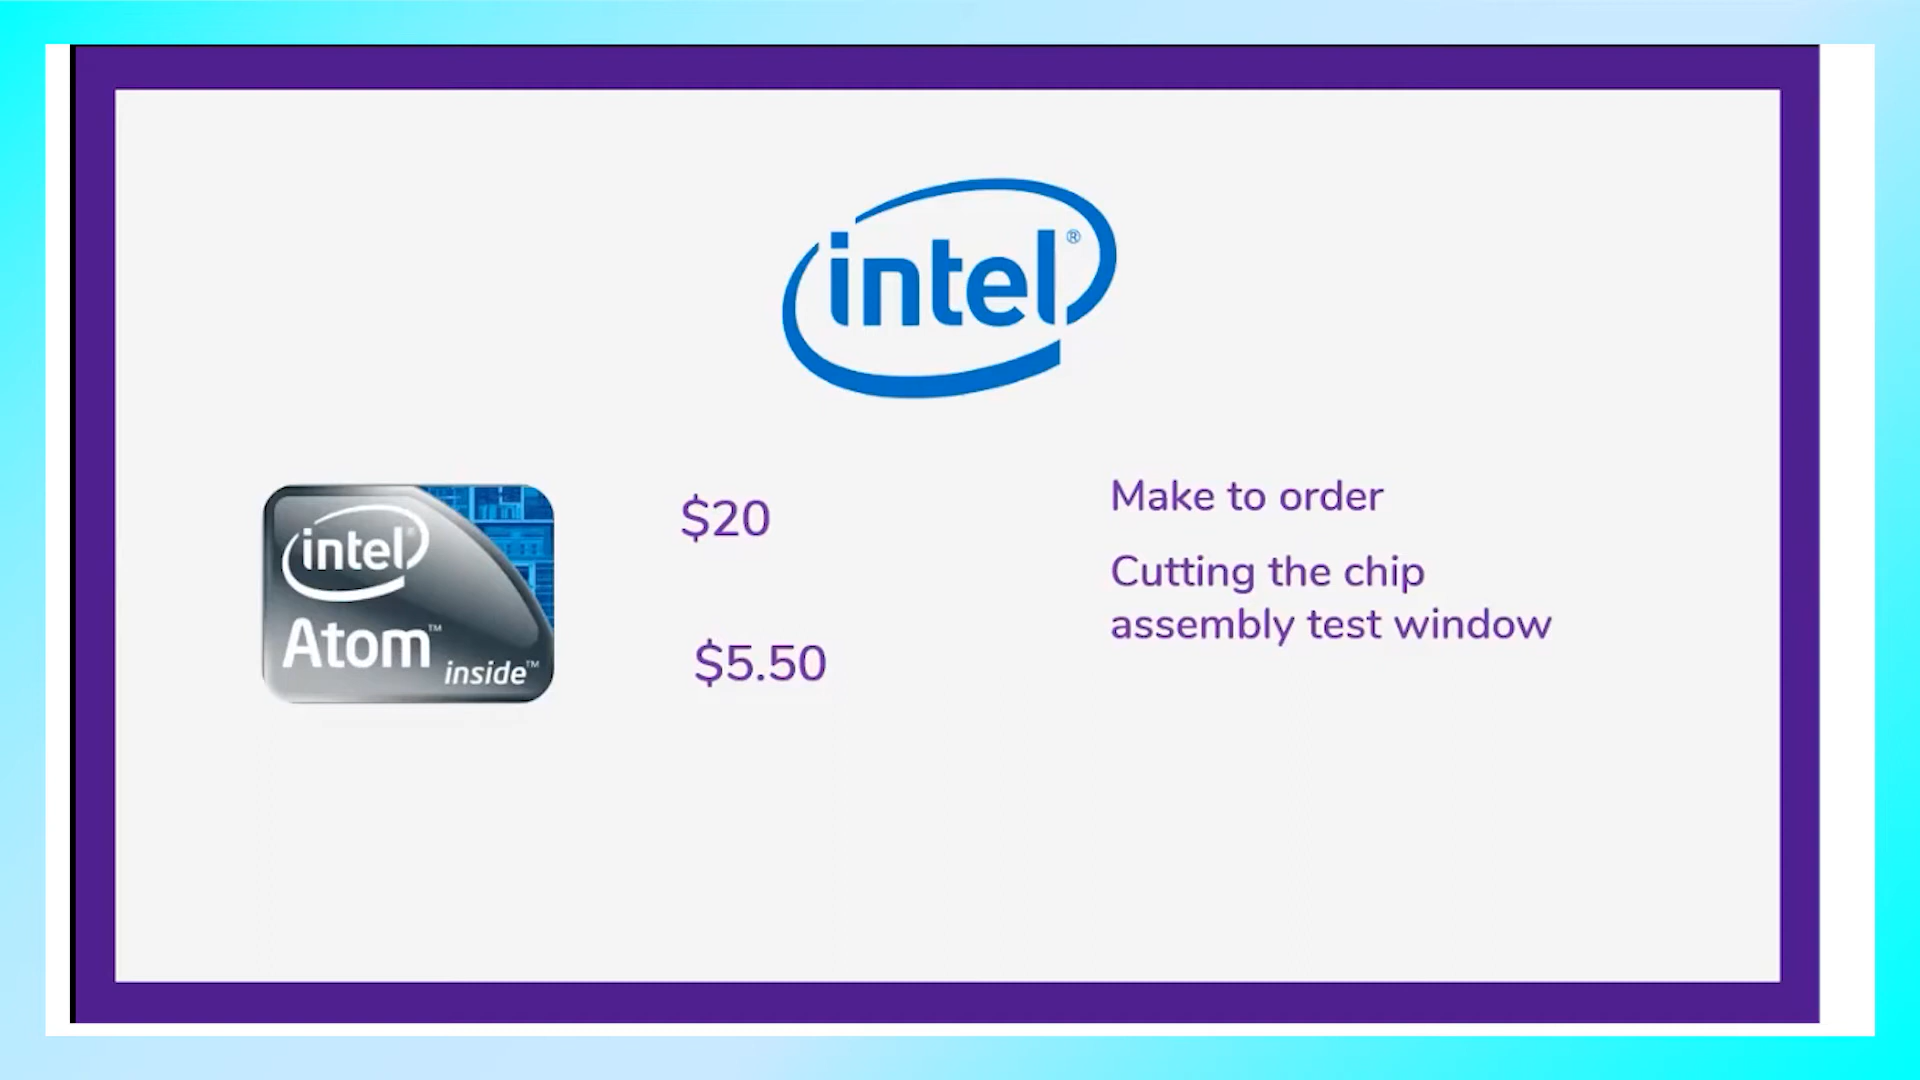 intel®
intel®
Atom™
inside™
$20
$5.50
Make to order
Cutting the chip
assembly test window